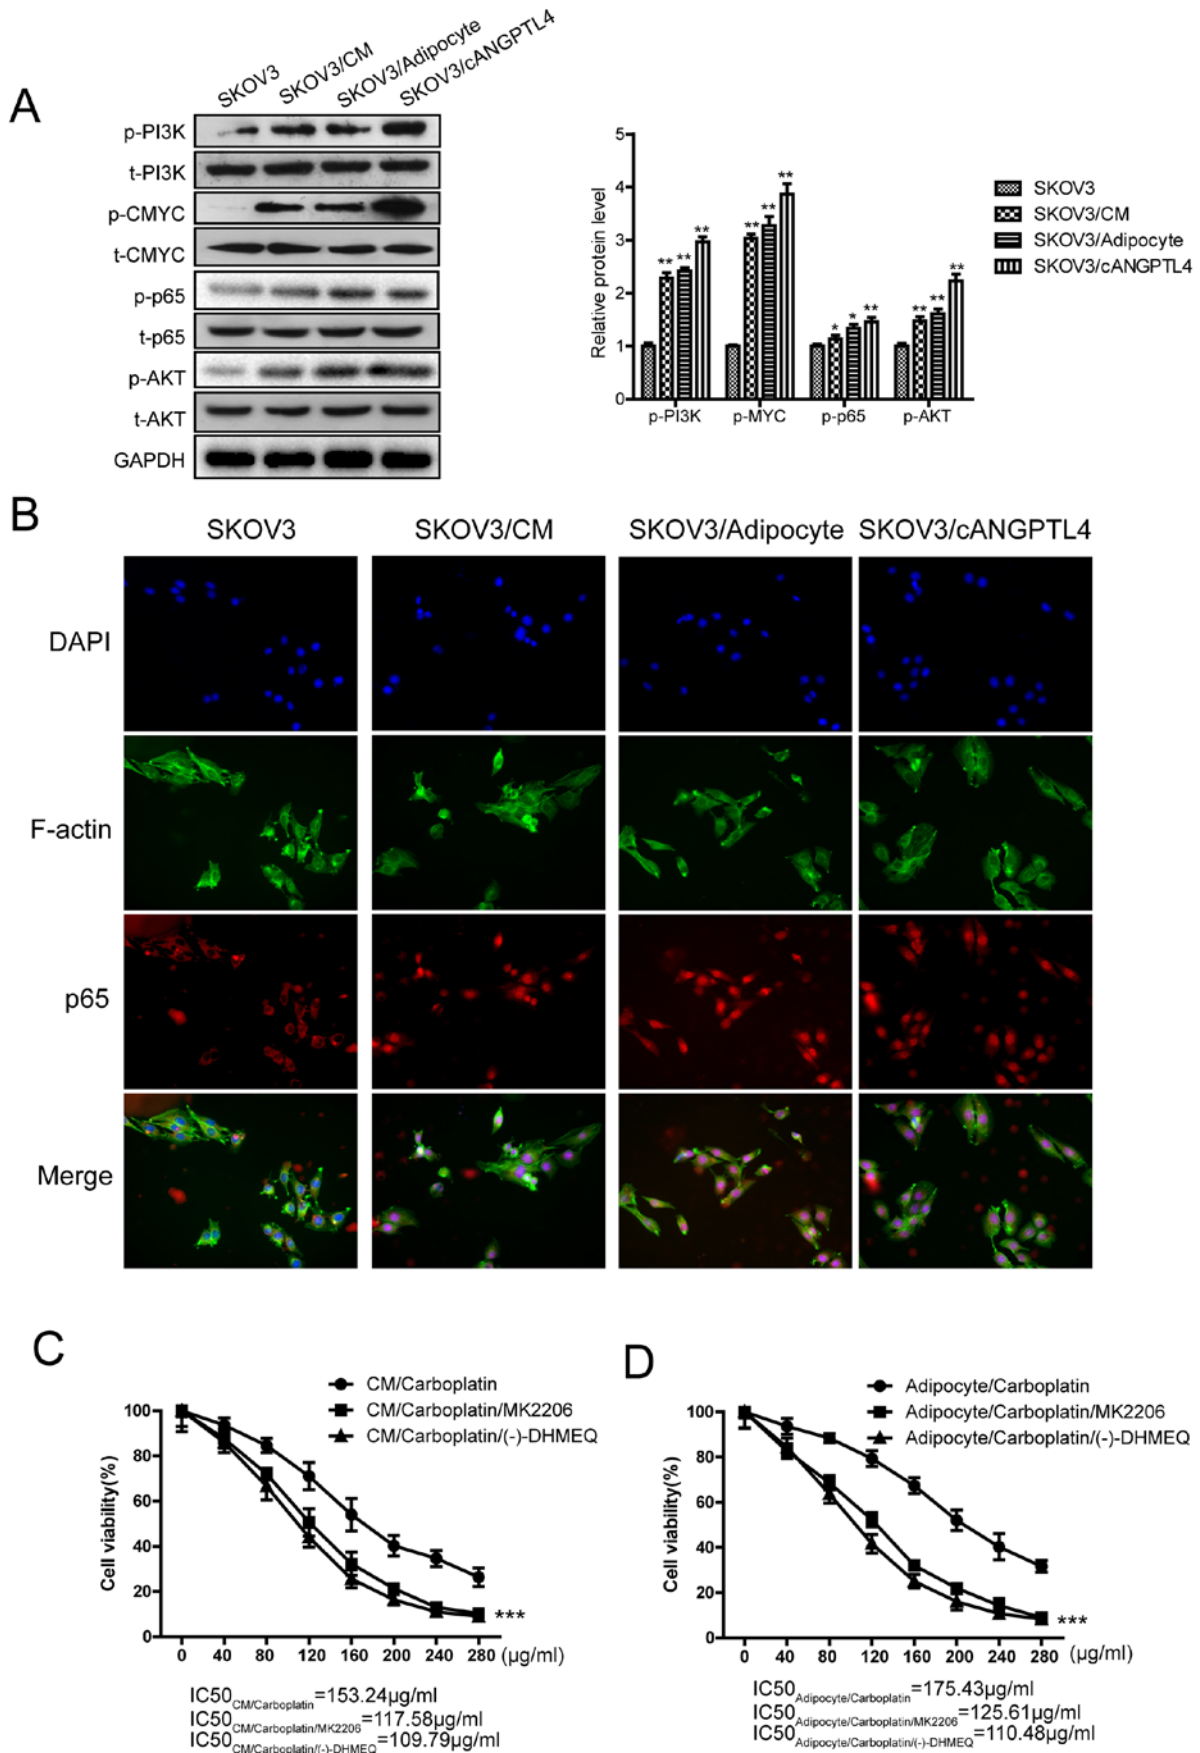 A
SKOV3
SKOV3/CM
SKOV3/Adipocyte
SKOV3/cANGPTL4
p-PI3K
t-PI3K
p-CMYC
t-CMYC
p-p65
t-p65
p-AKT
t-AKT
GAPDH
Relative protein level
5
4
3
2
1
0
** ** **
** ** **
* * **
** ** **
p-PI3K p-MYC p-p65 p-AKT
SKOV3
SKOV3/CM
SKOV3/Adipocyte
SKOV3/cANGPTL4
B
SKOV3 SKOV3/CM SKOV3/Adipocyte SKOV3/cANGPTL4
DAPI
F-actin
p65
Merge
C
CM/Carboplatin
CM/Carboplatin/MK2206
CM/Carboplatin/(-)-DHMEQ
Cell viability(%)
100
80
60
40
20
0
***
0 40 80 120 160 200 240 280 (μg/ml)
IC50CM/Carboplatin=153.24μg/ml
IC50CM/Carboplatin/MK2206=117.58μg/ml
IC50CM/Carboplatin/(-)-DHMEQ=109.79μg/ml
D
Adipocyte/Carboplatin
Adipocyte/Carboplatin/MK2206
Adipocyte/Carboplatin/(-)-DHMEQ
Cell viability(%)
100
80
60
40
20
0
***
0 40 80 120 160 200 240 280 (μg/ml)
IC50Adipocyte/Carboplatin=175.43μg/ml
IC50Adipocyte/Carboplatin/MK2206=125.61μg/ml
IC50Adipocyte/Carboplatin/(-)-DHMEQ=110.48μg/ml